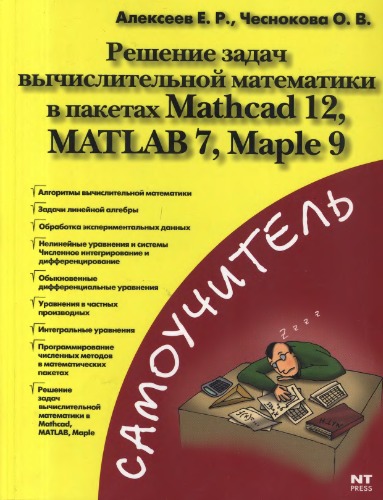 Алексеев Е. Р., Чеснокова О. В.
Решение задач
вычислительной математики
в пакетах Mathcad 12,
MATLAB 7, Maple 9
Алгоритмы вычислительной математики
Задачи линейной алгебры
Обработка экспериментальных данных
Нелинейные уравнения и системы
Численное интегрирование и
дифференцирование
Обыкновенные
дифференциальные уравнения
Уравнения в частных
производных
Интегральные уравнения
Программирование
численных методов
в математических
пакетах
Решение
задач
вычислительной
математики в
Mathcad,
MATLAB, Maple
САМОУЧИТЕЛЬ
Z z z z
NT
PRESS